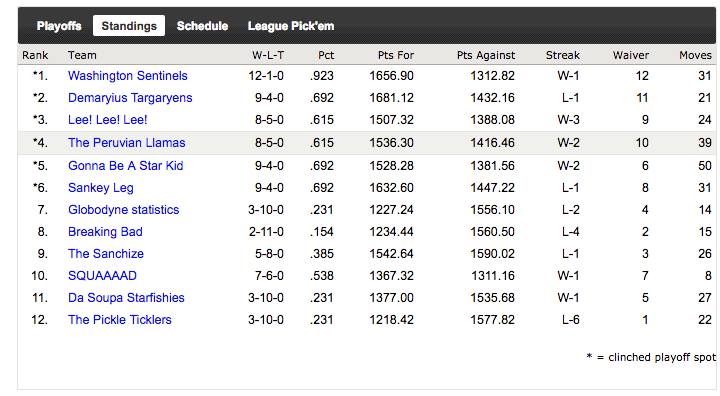 Playoffs Standings Schedule League Pick'em
Rank Team W-L-T Pct Pts For Pts Against Streak Waiver Moves
*1. Washington Sentinels 12-1-0 .923 1656.90 1312.82 W-1 12 31
*2. Demaryius Targaryens 9-4-0 .692 1681.12 1432.16 L-1 11 21
*3. Lee! Lee! Lee! 8-5-0 .615 1507.32 1388.08 W-3 9 24
*4. The Peruvian Llamas 8-5-0 .615 1536.30 1416.46 W-2 10 39
*5. Gonna Be A Star Kid 9-4-0 .692 1528.28 1381.56 W-2 6 50
*6. Sankey Leg 9-4-0 .692 1632.60 1447.22 L-1 8 31
7. Globodyne statistics 3-10-0 .231 1227.24 1556.10 L-2 4 14
8. Breaking Bad 2-11-0 .154 1234.44 1560.50 L-4 2 15
9. The Sanchize 5-8-0 .385 1542.64 1590.02 L-1 3 26
10. SQUAAAAD 7-6-0 .538 1367.32 1311.16 W-1 7 8
11. Da Soupa Starfishies 3-10-0 .231 1377.00 1535.68 W-1 5 27
12. The Pickle Ticklers 3-10-0 .231 1218.42 1577.82 L-6 1 22
* = clinched playoff spot